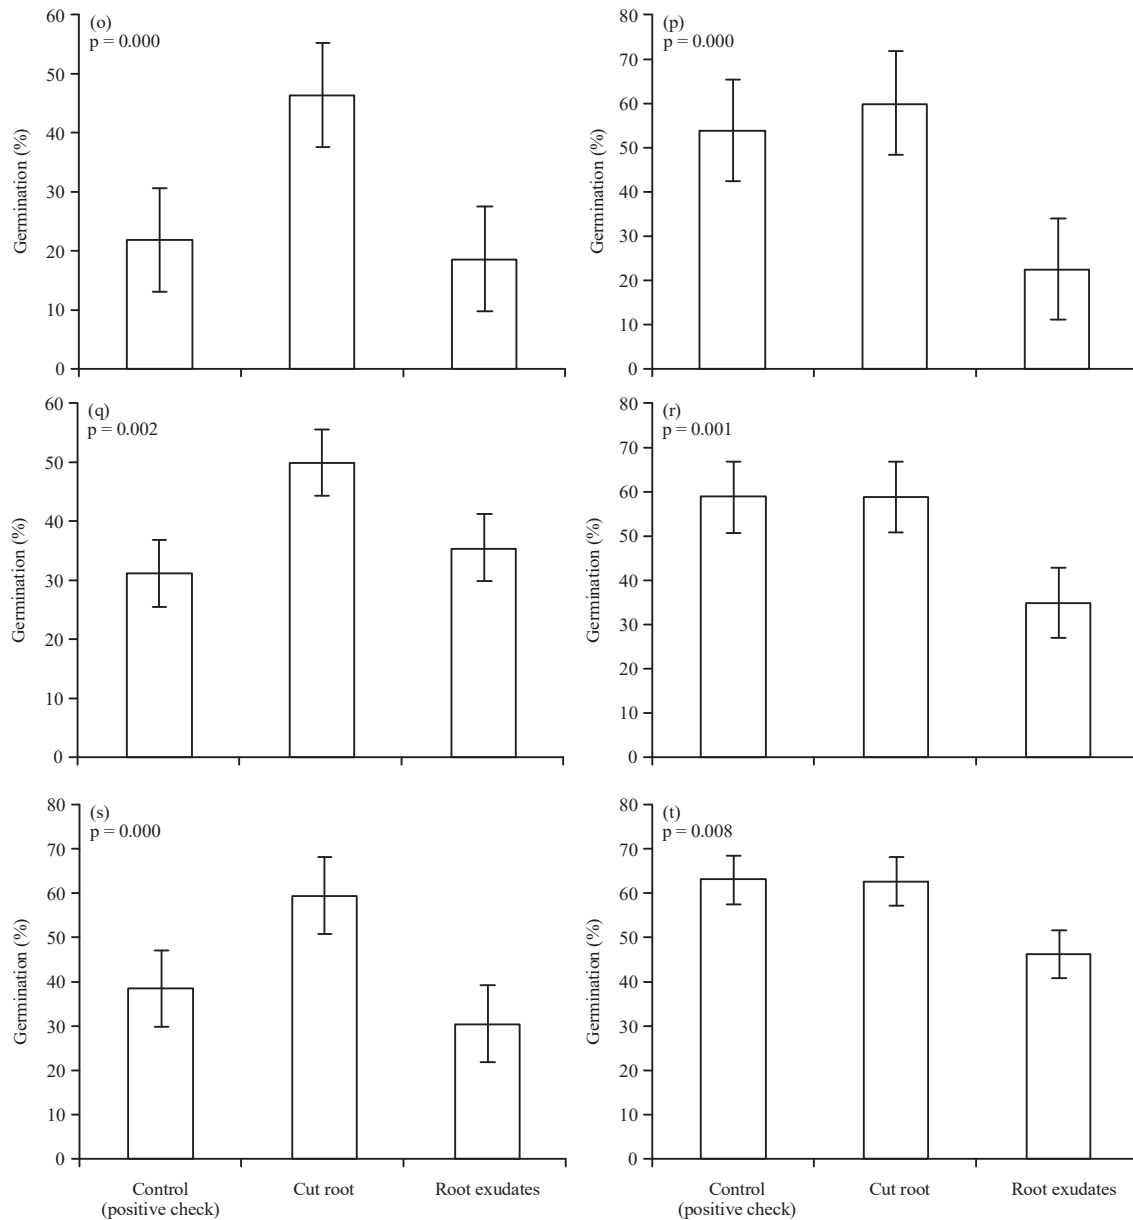 (o)
p = 0.000
Germination (%)
60
50
40
30
20
10
0
(p)
p = 0.000
Germination (%)
80
70
60
50
40
30
20
10
0
(q)
p = 0.002
Germination (%)
60
50
40
30
20
10
0
(r)
p = 0.001
Germination (%)
80
70
60
50
40
30
20
10
0
(s)
p = 0.000
Germination (%)
80
70
60
50
40
30
20
10
0
Control
(positive check)
Cut root
Root exudates
(t)
p = 0.008
Germination (%)
80
70
60
50
40
30
20
10
0
Control
(positive check)
Cut root
Root exudates